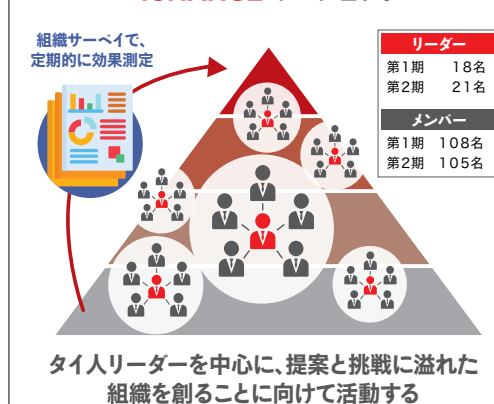 組織サーベイで、
定期的に効果測定
リーダー
第1期 18名
第2期 21名
メンバー
第1期 108名
第2期 105名
タイ人リーダーを中心に、提案と挑戦に溢れた
組織を創ることに向けて活動する